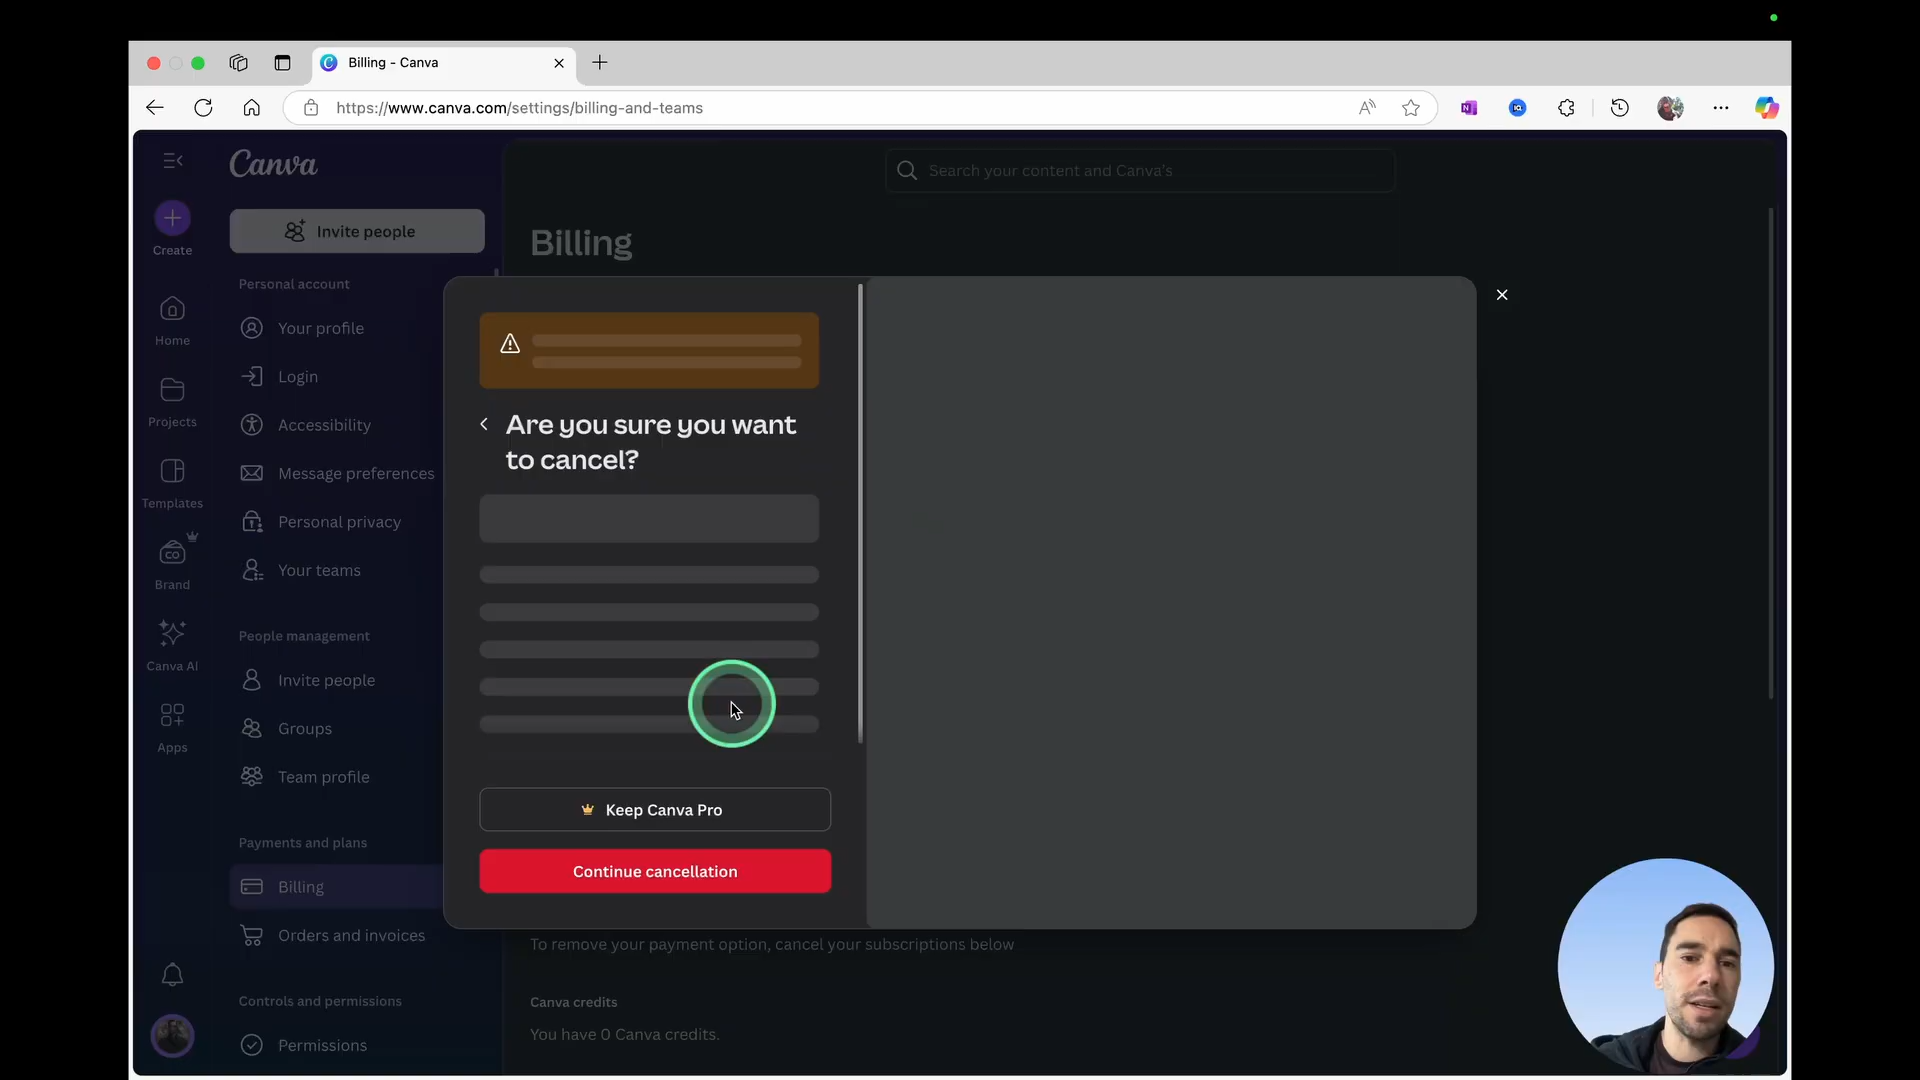 Billing - Canva
https://www.canva.com/settings/billing-and-teams
Canva
Search your content and Canva's
Create
Home
Projects
Templates
Brand
Canva AI
Apps
Invite people
Personal account
Your profile
Login
Accessibility
Message preferences
Personal privacy
Your teams
People management
Invite people
Groups
Team profile
Payments and plans
Billing
Orders and invoices
Controls and permissions
Permissions
Billing
Are you sure you want
to cancel?
Keep Canva Pro
Continue cancellation
To remove your payment option, cancel your subscriptions below
Canva credits
You have 0 Canva credits.